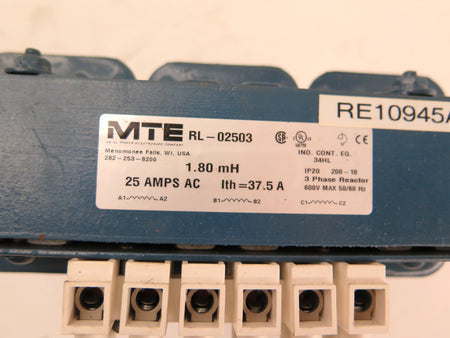 RE10945A
MTE RL-02503
Menomonee Falls, WI, USA
262-253-8200
IND. CONT. EQ.
34HL
1.80 mH
25 AMPS AC Ith=37.5 A
IP20 200-18
3 Phase Reactor
600V MAX 50/60 Hz
A1 A2 B1 B2 C1 C2